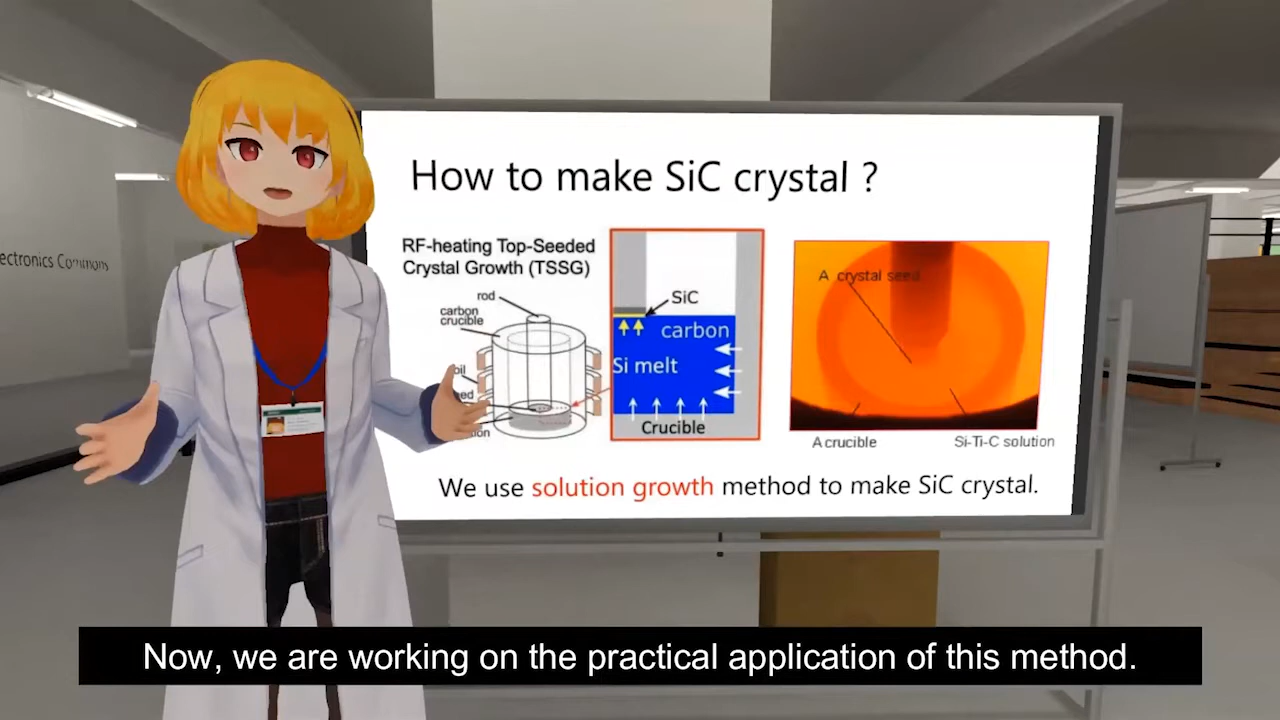 How to make SiC crystal ?
RF-heating Top-Seeded
Crystal Growth (TSSG)
rod
carbon
crucible
SiC
carbon
Si melt
Crucible
A crystal seed
A crucible
Si-Ti-C solution
We use solution growth method to make SiC crystal.
Commons
Now, we are working on the practical application of this method.